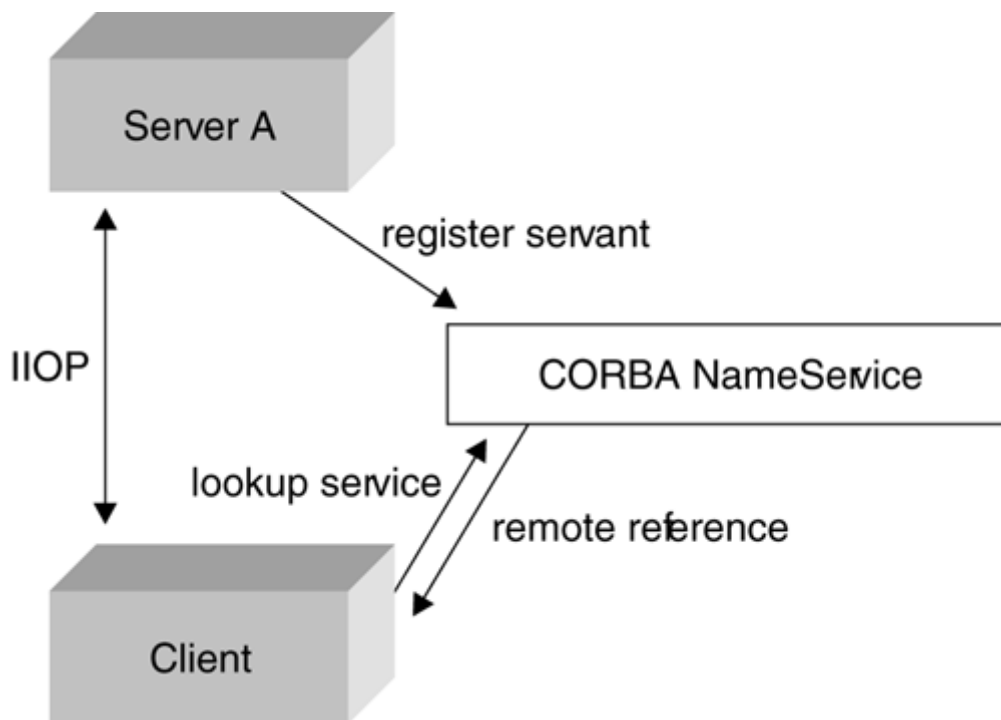 Server A
register servant
IIOP
CORBA NameService
lookup service
remote reference
Client